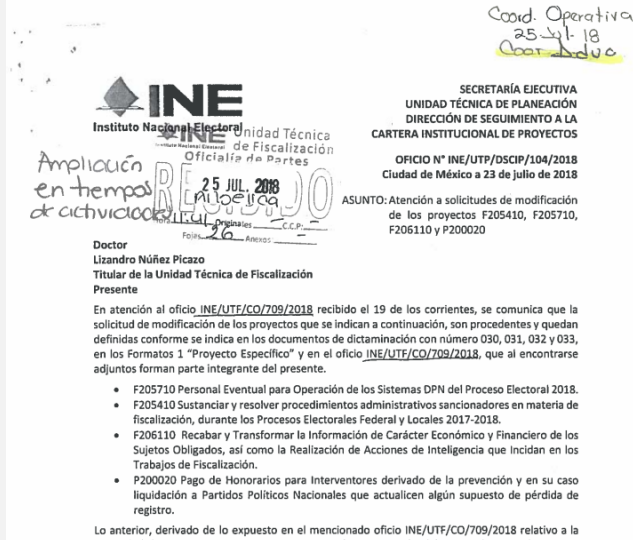 Coord. Operativa
25-Jul-18
INE
Instituto Nacional Electoral
SECRETARÍA EJECUTIVA
UNIDAD TÉCNICA DE PLANEACIÓN
DIRECCIÓN DE SEGUIMIENTO A LA
CARTERA INSTITUCIONAL DE PROYECTOS
OFICIO N° INE/UTP/DSCIP/104/2018
Ciudad de México a 23 de julio de 2018
INE
Instituto Nacional Electoral
Unidad Técnica
de Fiscalización
Oficialía de Partes
RECIBIDO
25 JUL. 2018
Originales C.C.P.
Fojas 26 Anexos
Ampliación
en tiempos
de actividades
ASUNTO: Atención a solicitudes de modificación
de los proyectos F205410, F205710,
F206110 y P200020
Doctor
Lizandro Núñez Picazo
Titular de la Unidad Técnica de Fiscalización
Presente
En atención al oficio INE/UTF/CO/709/2018 recibido el 19 de los corrientes, se comunica que la
solicitud de modificación de los proyectos que se indican a continuación, son procedentes y quedan
definidas conforme se indica en los documentos de dictaminación con número 030, 031, 032 y 033,
en los Formatos 1 “Proyecto Específico” y en el oficio INE/UTF/CO/709/2018, que al encontrarse
adjuntos forman parte integrante del presente.
• F205710 Personal Eventual para Operación de los Sistemas DPN del Proceso Electoral 2018.
• F205410 Sustanciar y resolver procedimientos administrativos sancionadores en materia de
fiscalización, durante los Procesos Electorales Federal y Locales 2017-2018.
• F206110 Recabar y Transformar la Información de Carácter Económico y Financiero de los
Sujetos Obligados, así como la Realización de Acciones de Inteligencia que Incidan en los
Trabajos de Fiscalización.
• P200020 Pago de Honorarios para Interventores derivado de la prevención y en su caso
liquidación a Partidos Políticos Nacionales que actualicen algún supuesto de pérdida de
registro.
Lo anterior, derivado de lo expuesto en el mencionado oficio INE/UTF/CO/709/2018 relativo a la